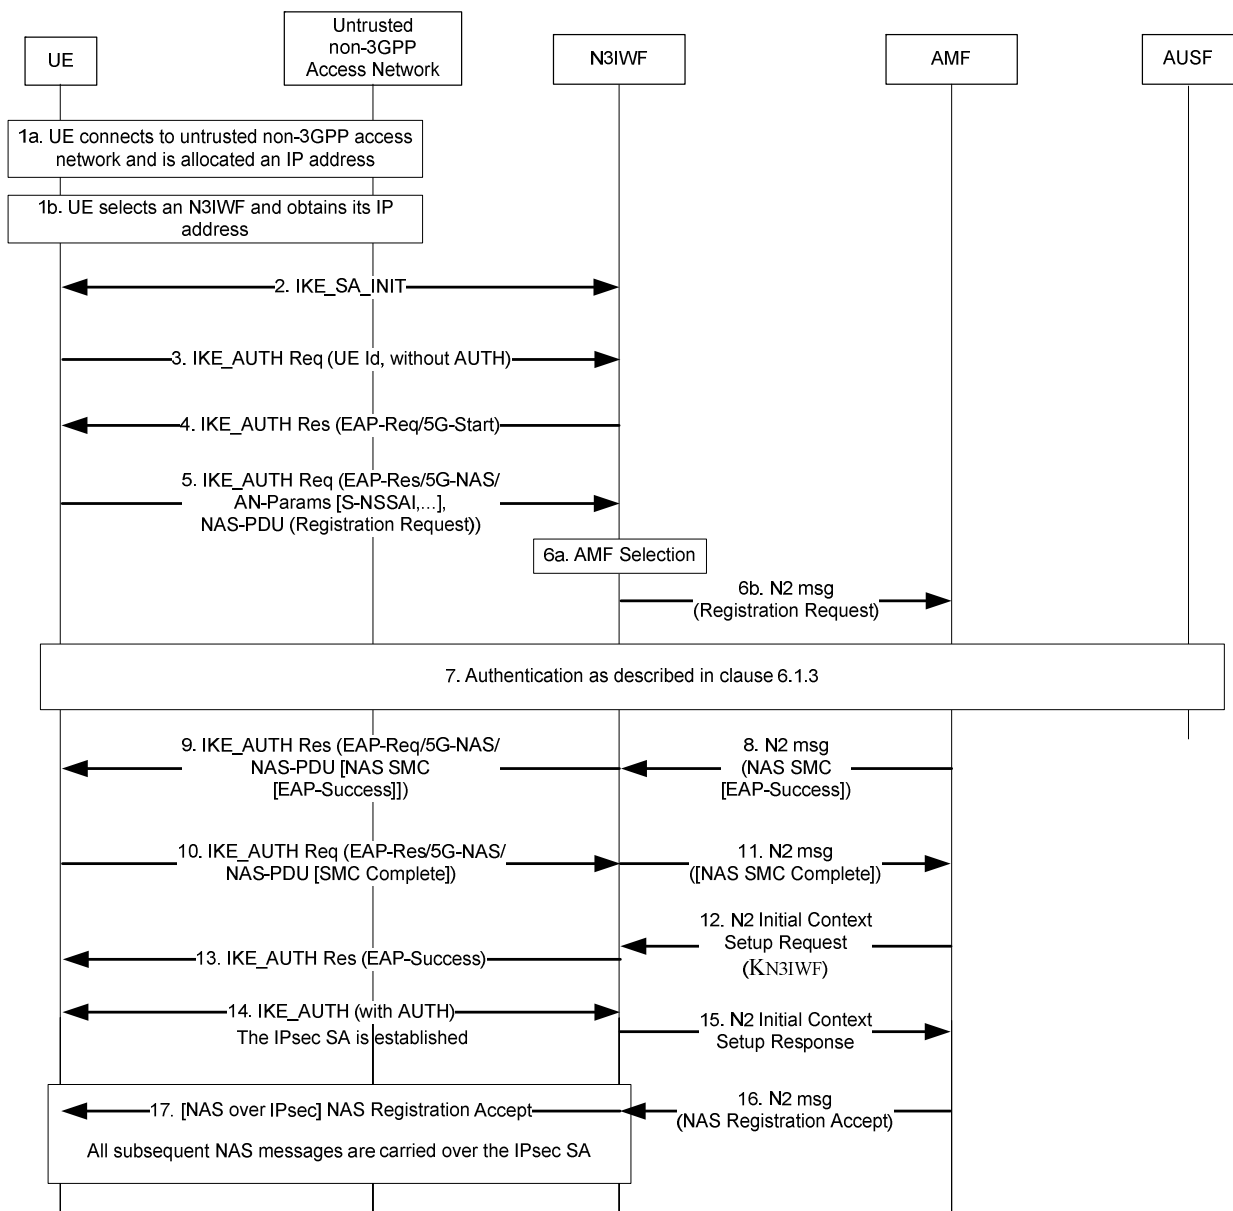 UE
Untrusted
non-3GPP
Access Network
N3IWF
AMF
AUSF
1a. UE connects to untrusted non-3GPP access
network and is allocated an IP address
1b. UE selects an N3IWF and obtains its IP
address
2. IKE_SA_INIT
3. IKE_AUTH Req (UE Id, without AUTH)
4. IKE_AUTH Res (EAP-Req/5G-Start)
5. IKE_AUTH Req (EAP-Res/5G-NAS/
AN-Params [S-NSSAI,...],
NAS-PDU (Registration Request))
6a. AMF Selection
6b. N2 msg
(Registration Request)
7. Authentication as described in clause 6.1.3
9. IKE_AUTH Res (EAP-Req/5G-NAS/
NAS-PDU [NAS SMC
[EAP-Success]])
8. N2 msg
(NAS SMC
[EAP-Success])
10. IKE_AUTH Req (EAP-Res/5G-NAS/
NAS-PDU [SMC Complete])
11. N2 msg
([NAS SMC Complete])
12. N2 Initial Context
Setup Request
(KN3IWF)
13. IKE_AUTH Res (EAP-Success)
14. IKE_AUTH (with AUTH)
The IPsec SA is established
15. N2 Initial Context
Setup Response
16. N2 msg
(NAS Registration Accept)
17. [NAS over IPsec] NAS Registration Accept
All subsequent NAS messages are carried over the IPsec SA